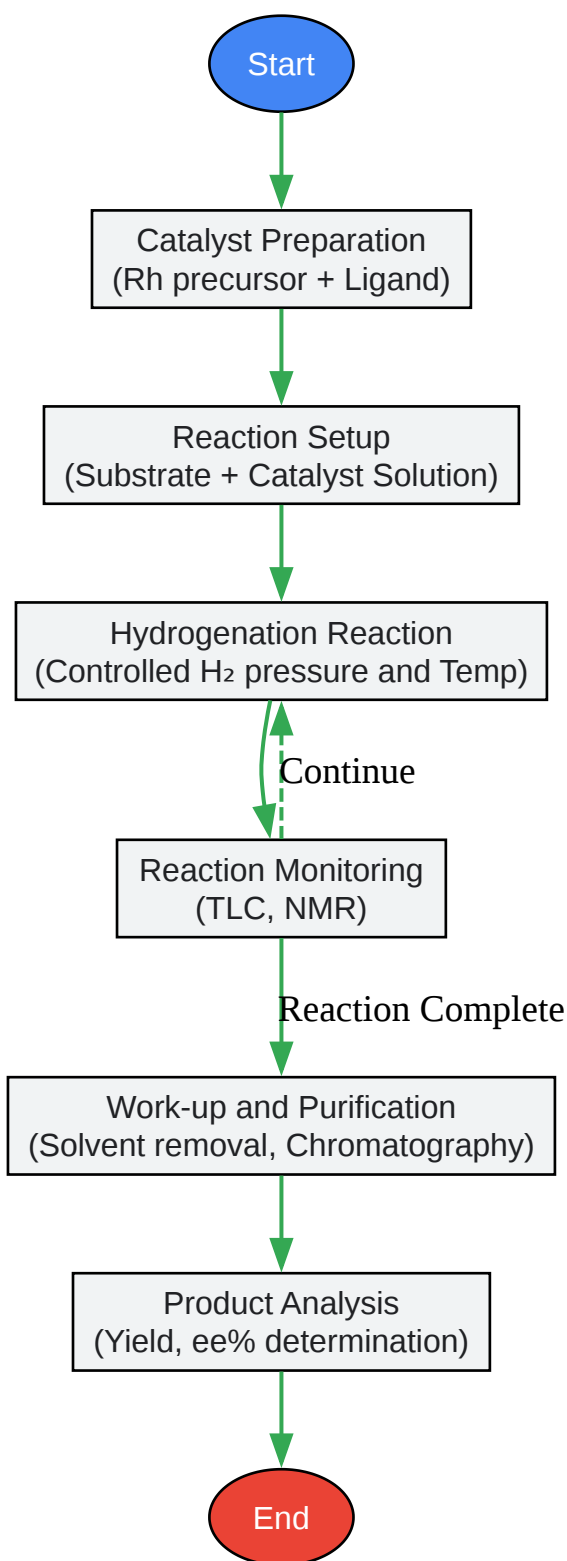 Start
Catalyst Preparation
(Rh precursor + Ligand)
Reaction Setup
(Substrate + Catalyst Solution)
Hydrogenation Reaction
(Controlled H₂ pressure and Temp)
Continue
Reaction Monitoring
(TLC, NMR)
Reaction Complete
Work-up and Purification
(Solvent removal, Chromatography)
Product Analysis
(Yield, ee% determination)
End